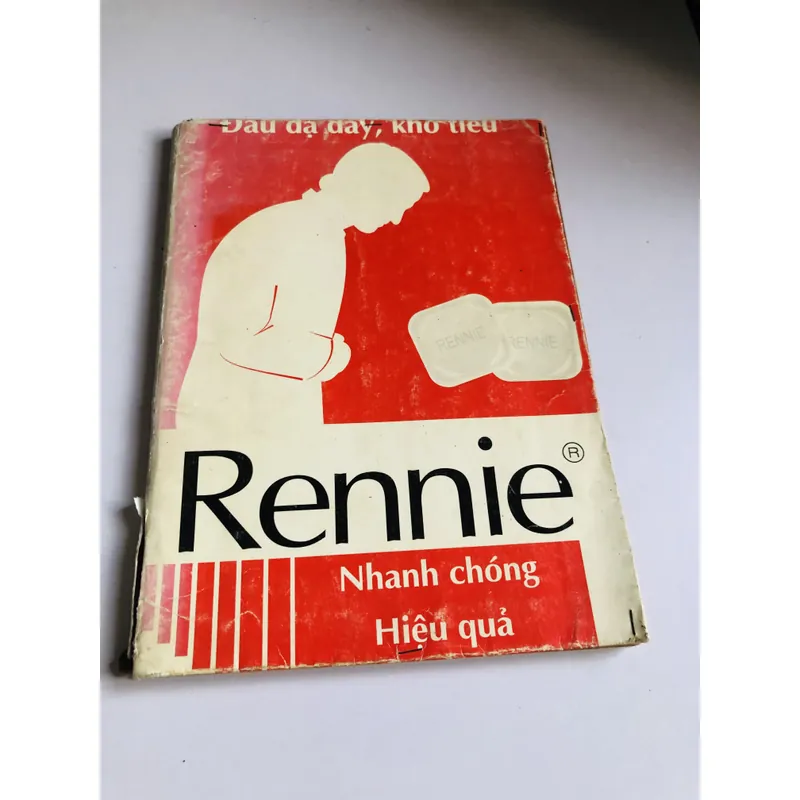 Đau dạ dày, khó tiêu
RENNIE
RENNIE
Rennie®
Nhanh chóng
Hiệu quả